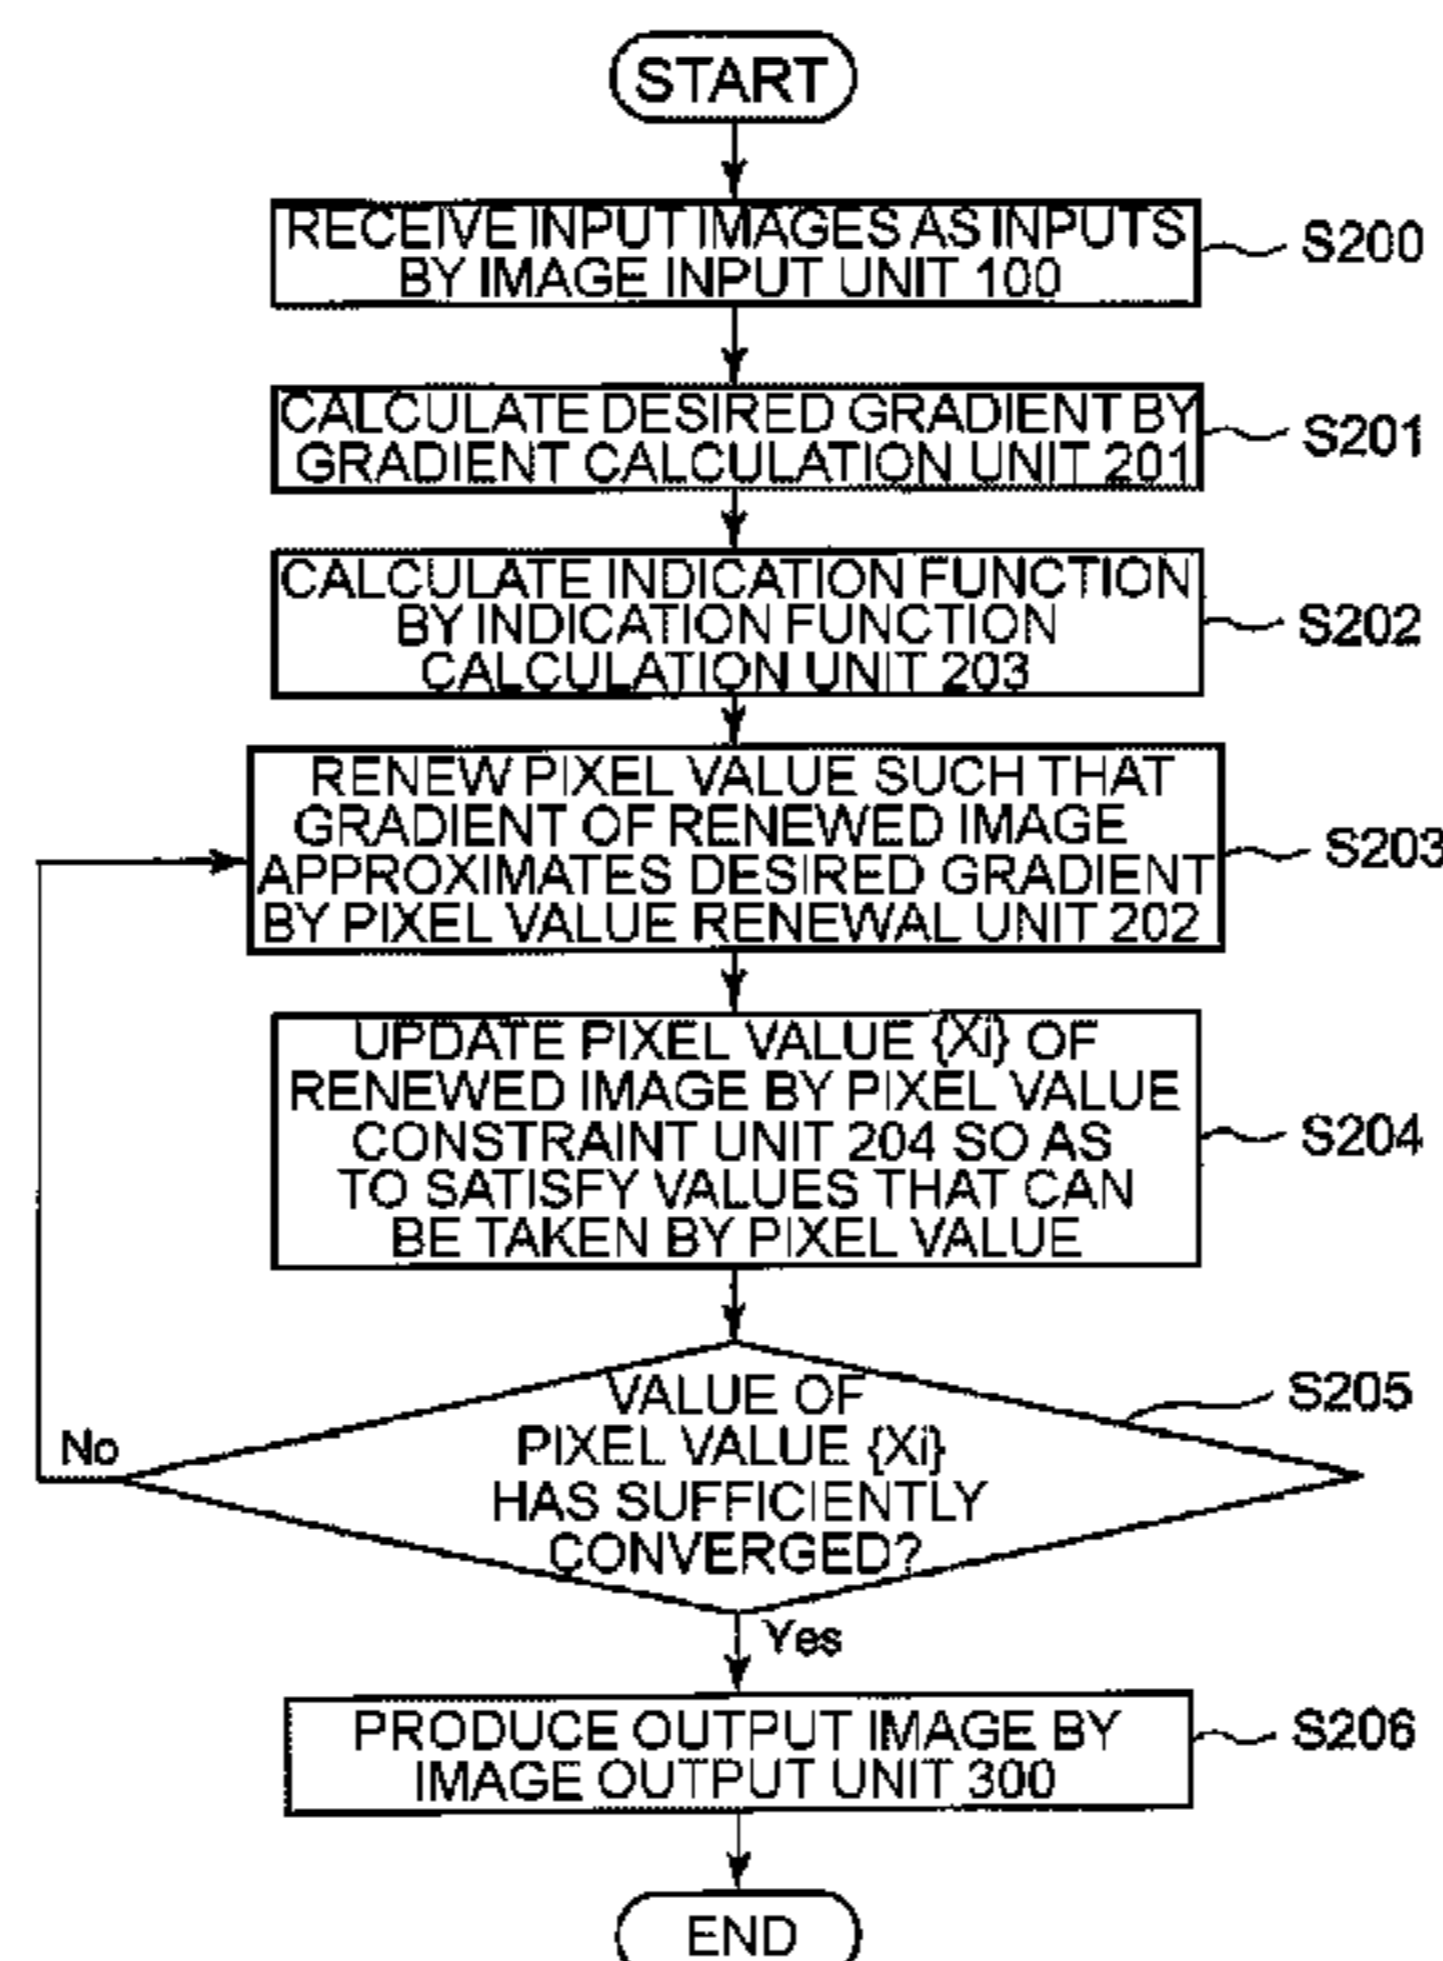 START
RECEIVE INPUT IMAGES AS INPUTS
BY IMAGE INPUT UNIT 100
S200
CALCULATE DESIRED GRADIENT BY
GRADIENT CALCULATION UNIT 201
S201
CALCULATE INDICATION FUNCTION
BY INDICATION FUNCTION
CALCULATION UNIT 203
S202
RENEW PIXEL VALUE SUCH THAT
GRADIENT OF RENEWED IMAGE
APPROXIMATES DESIRED GRADIENT
BY PIXEL VALUE RENEWAL UNIT 202
S203
UPDATE PIXEL VALUE {Xi} OF
RENEWED IMAGE BY PIXEL VALUE
CONSTRAINT UNIT 204 SO AS
TO SATISFY VALUES THAT CAN
BE TAKEN BY PIXEL VALUE
S204
VALUE OF
PIXEL VALUE {Xi}
HAS SUFFICIENTLY
CONVERGED?
S205
No
Yes
PRODUCE OUTPUT IMAGE BY
IMAGE OUTPUT UNIT 300
S206
END